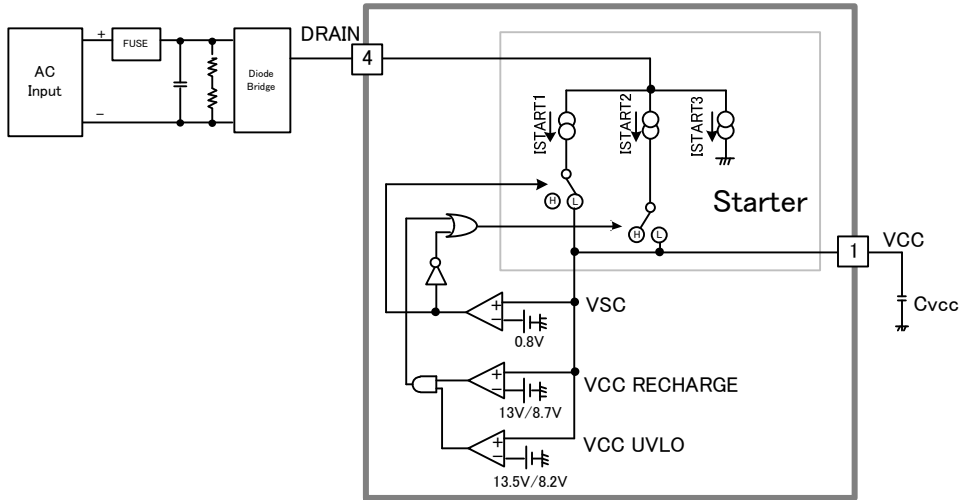 +
FUSE
AC
Input
−
Diode
Bridge
DRAIN
4
ISTART1
ISTART2
ISTART3
H
L
H
L
Starter
1
VCC
Cvcc
+
−
VSC
0.8V
+
−
VCC RECHARGE
13V/8.7V
+
−
VCC UVLO
13.5V/8.2V